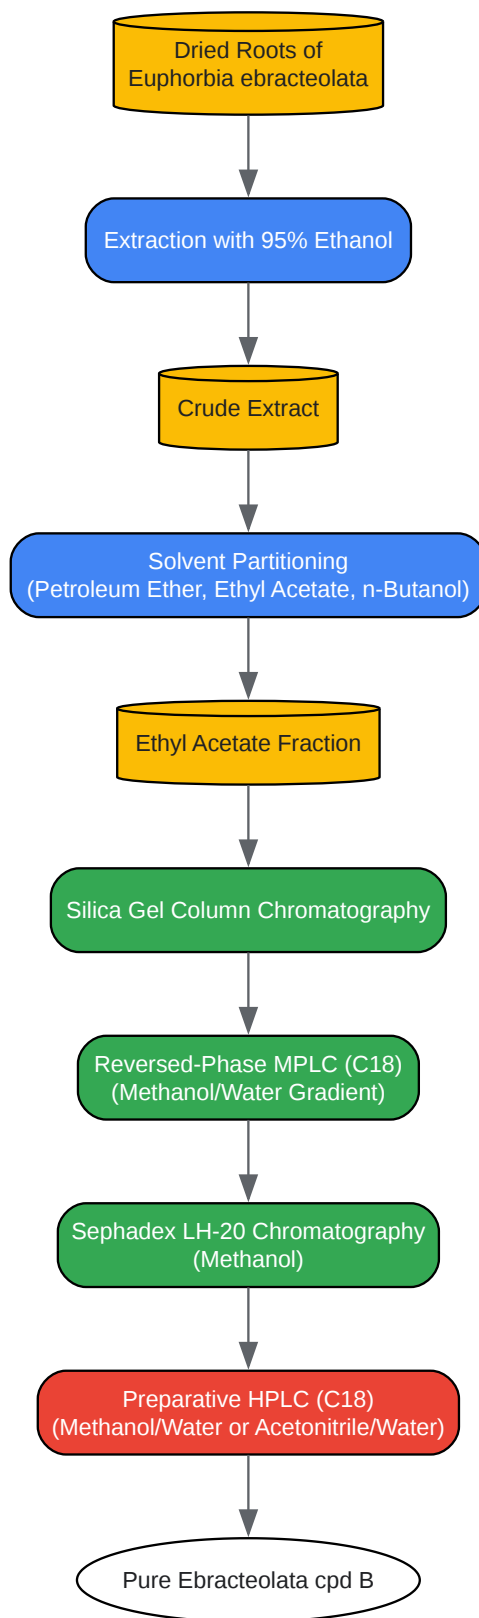 Dried Roots of
Euphorbia ebracteolata
Extraction with 95% Ethanol
Crude Extract
Solvent Partitioning
(Petroleum Ether, Ethyl Acetate, n-Butanol)
Ethyl Acetate Fraction
Silica Gel Column Chromatography
Reversed-Phase MPLC (C18)
(Methanol/Water Gradient)
Sephadex LH-20 Chromatography
(Methanol)
Preparative HPLC (C18)
(Methanol/Water or Acetonitrile/Water)
Pure Ebracteolata cpd B